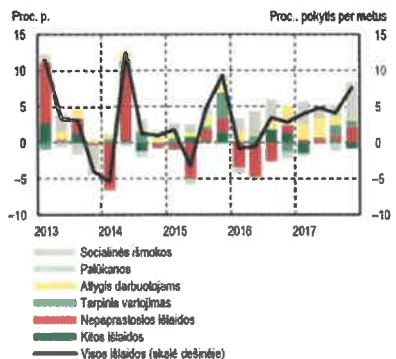 Proc. p. Proc., pokytis per metus
15 15
10 10
5 5
0 0
–5 –5
–10 –10
2013 2014 2015 2016 2017
Socialinės išmokos
Palūkanos
Atlygis darbuotojams
Tarpinis vartojimas
Nepaprastosios išlaidos
Kitos išlaidos
Visos išlaidos (skalė dešinėje)